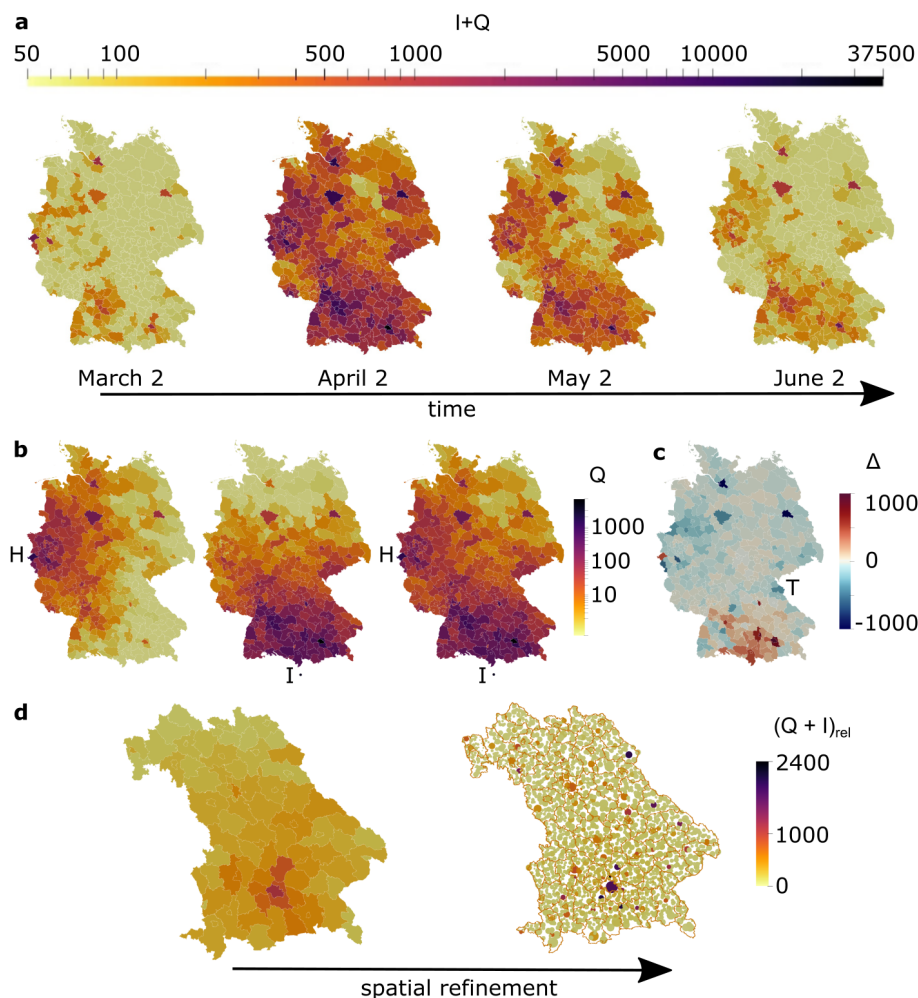 a
I+Q
50 100 500 1000 5000 10000 37500
March 2 April 2 May 2 June 2
time
b
Q
1000
100
10
H
H
I
I
c
Δ
1000
0
-1000
T
d
(Q + I)rel
2400
1000
0
spatial refinement